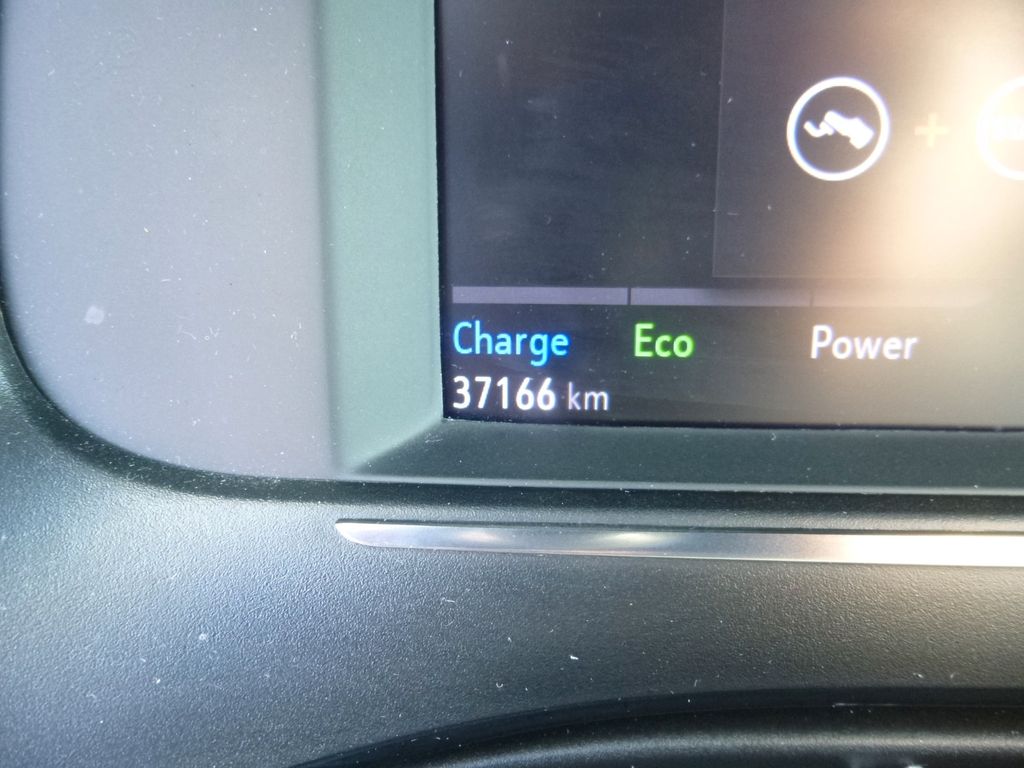 +
Charge Eco Power
37166 km